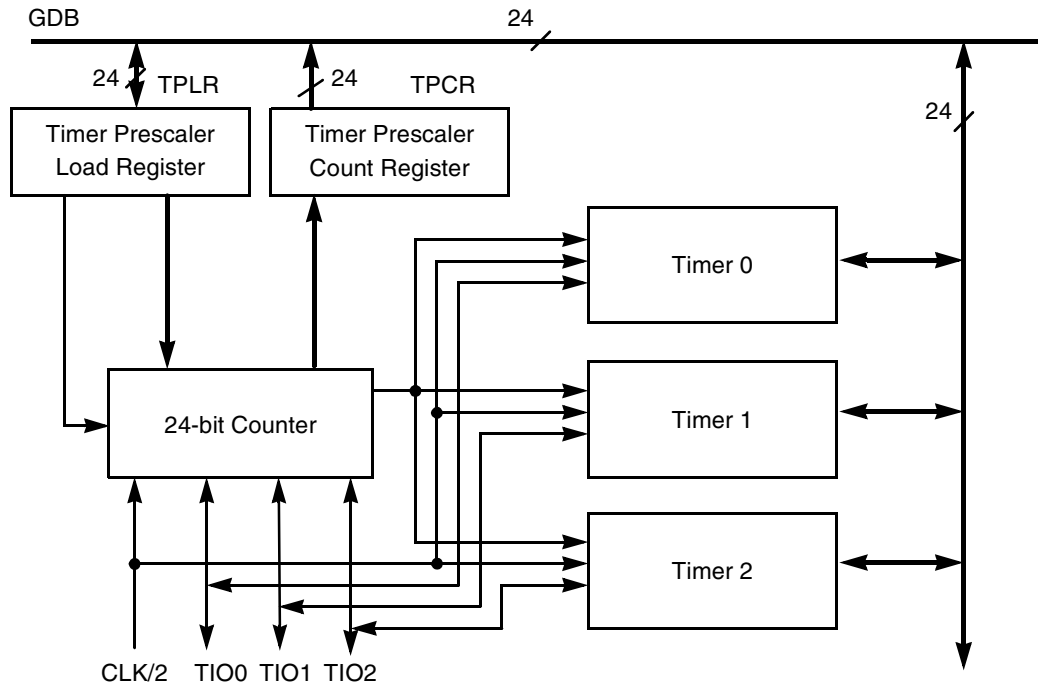 GDB
24
24
TPLR
24
TPCR
24
Timer Prescaler
Load Register
Timer Prescaler
Count Register
Timer 0
24-bit Counter
Timer 1
Timer 2
CLK/2
TIO0
TIO1
TIO2